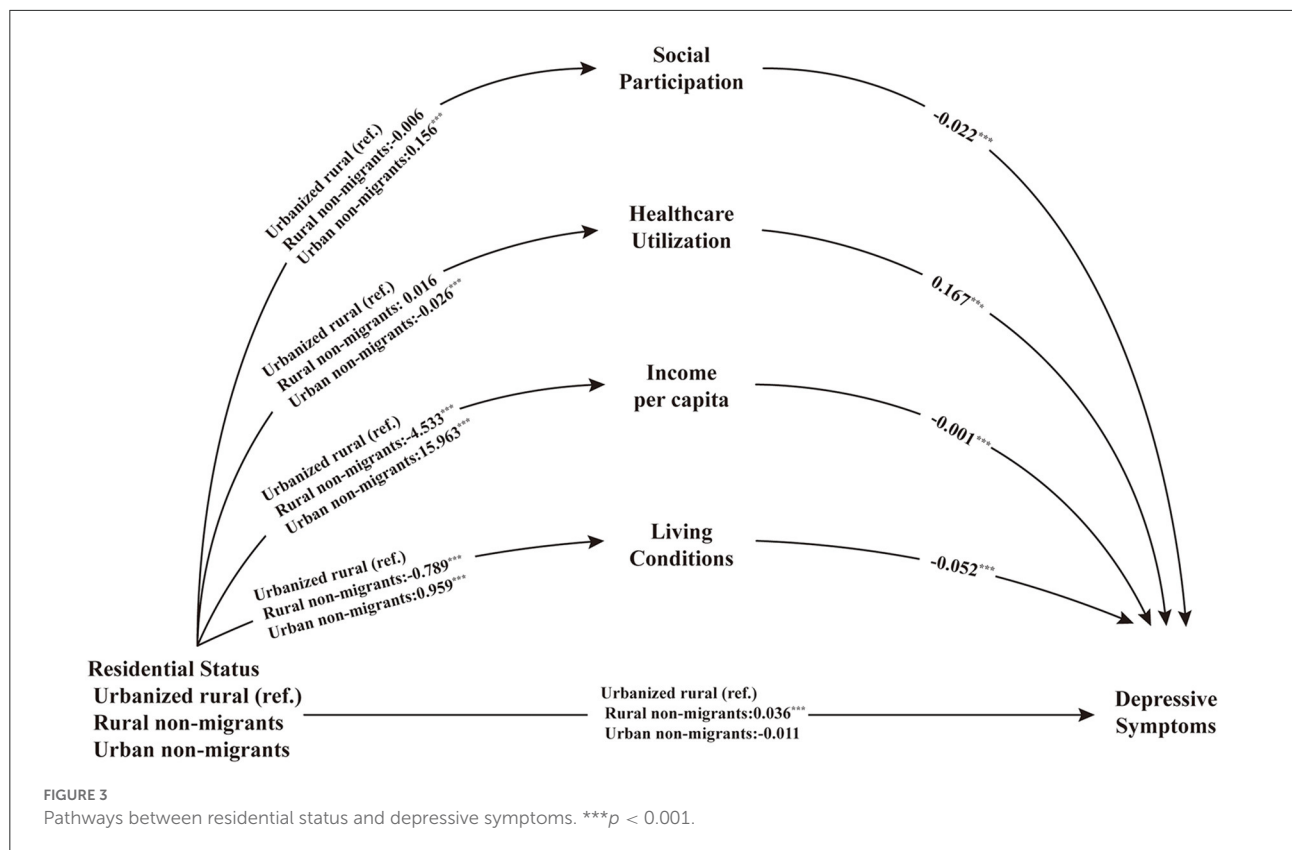 Social
Participation
Urbanized rural (ref.)
Rural non-migrants:-0.006
Urban non-migrants:0.156***
-0.022***
Healthcare
Utilization
Urbanized rural (ref.)
Rural non-migrants: 0.016
Urban non-migrants:-0.026***
0.167***
Income
per capita
Urbanized rural (ref.)
Rural non-migrants:-4.533***
Urban non-migrants:15.963***
-0.001***
Living
Conditions
Urbanized rural (ref.)
Rural non-migrants:-0.789***
Urban non-migrants:0.959***
-0.052***
Residential Status
Urbanized rural (ref.)
Rural non-migrants
Urban non-migrants
Urbanized rural (ref.)
Rural non-migrants:0.036***
Urban non-migrants:-0.011
Depressive
Symptoms
FIGURE 3
Pathways between residential status and depressive symptoms. ***p < 0.001.